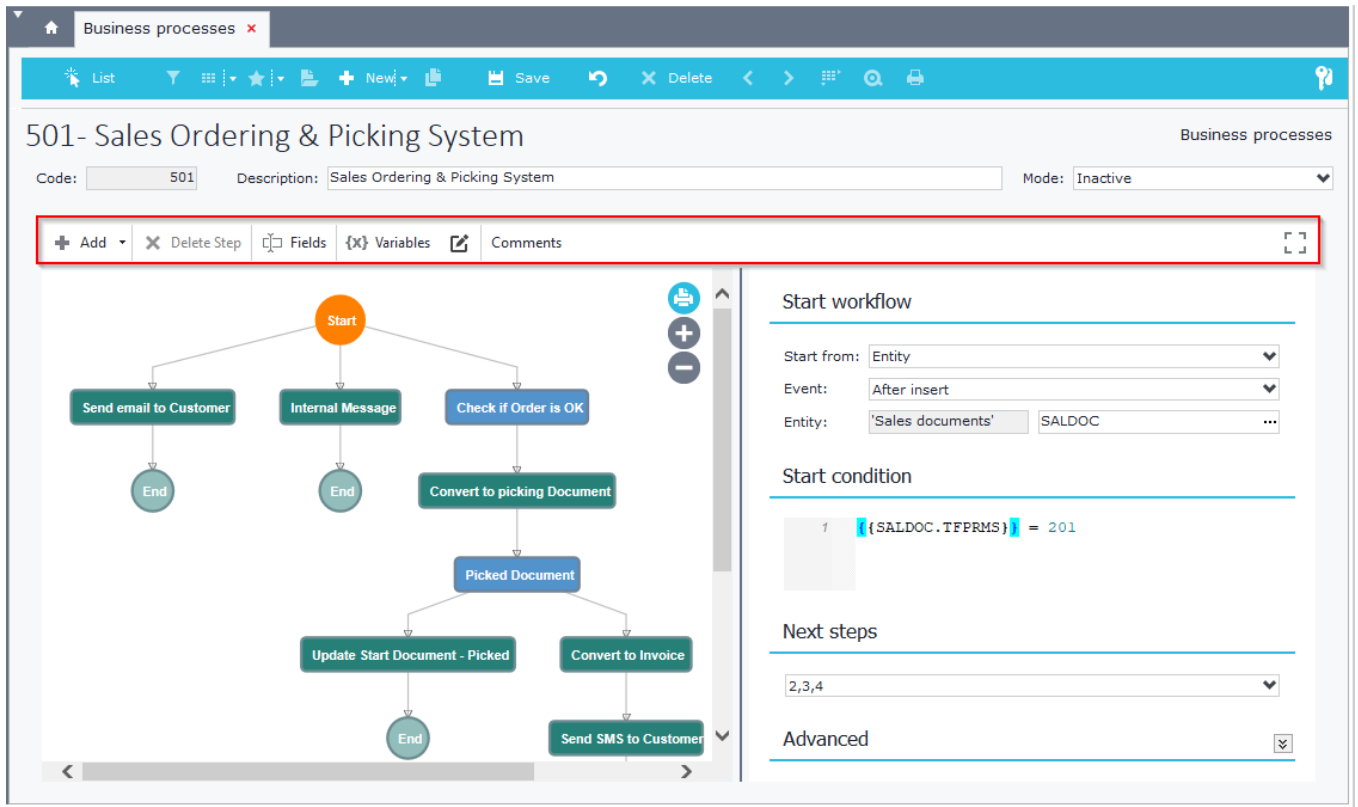 Business processes ×
List New Save Delete
501- Sales Ordering & Picking System
Business processes
Code: 501 Description: Sales Ordering & Picking System Mode: Inactive
Add Delete Step Fields {x} Variables Comments
Start
Send email to Customer Internal Message Check if Order is OK
End End Convert to picking Document
Picked Document
Update Start Document - Picked Convert to Invoice
End Send SMS to Customer
Start workflow
Start from: Entity
Event: After insert
Entity: 'Sales documents' SALDOC ...
Start condition
1 {{SALDOC.TFPRMS}} = 201
Next steps
2,3,4
Advanced